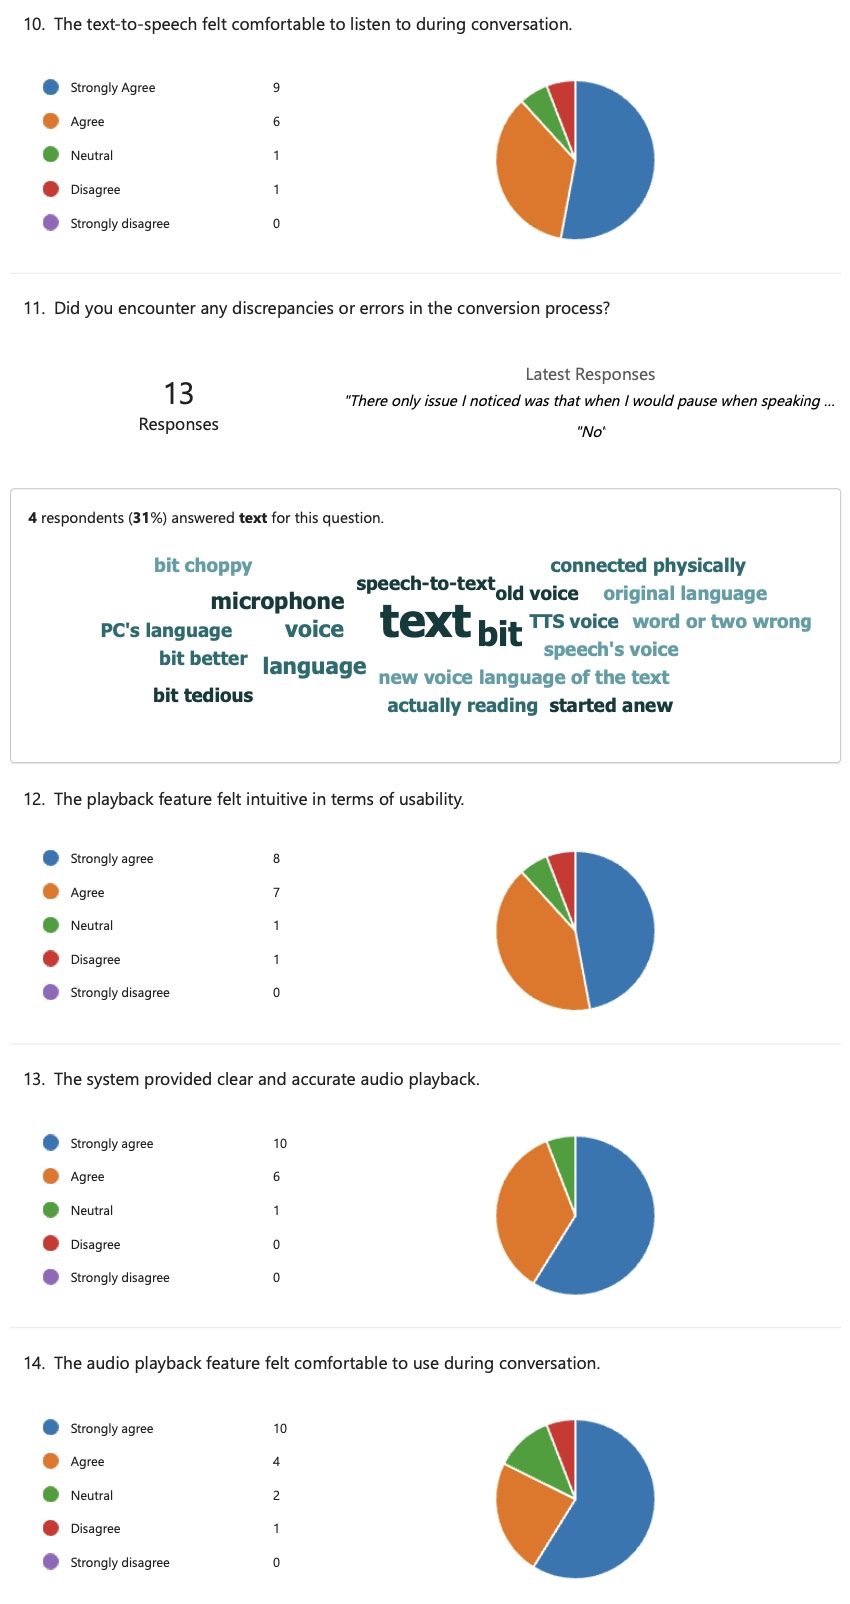 10. The text-to-speech felt comfortable to listen to during conversation.
Strongly Agree 9
Agree 6
Neutral 1
Disagree 1
Strongly disagree 0
11. Did you encounter any discrepancies or errors in the conversion process?
13
Responses
Latest Responses
"There only issue I noticed was that when I would pause when speaking ...
"No"
4 respondents (31%) answered text for this question.
bit choppy
connected physically
speech-to-text
old voice
original language
microphone
text
bit
TTS voice
word or two wrong
PC's language
voice
speech's voice
bit better
language
new voice language of the text
bit tedious
actually reading
started anew
12. The playback feature felt intuitive in terms of usability.
Strongly agree 8
Agree 7
Neutral 1
Disagree 1
Strongly disagree 0
13. The system provided clear and accurate audio playback.
Strongly agree 10
Agree 6
Neutral 1
Disagree 0
Strongly disagree 0
14. The audio playback feature felt comfortable to use during conversation.
Strongly agree 10
Agree 4
Neutral 2
Disagree 1
Strongly disagree 0